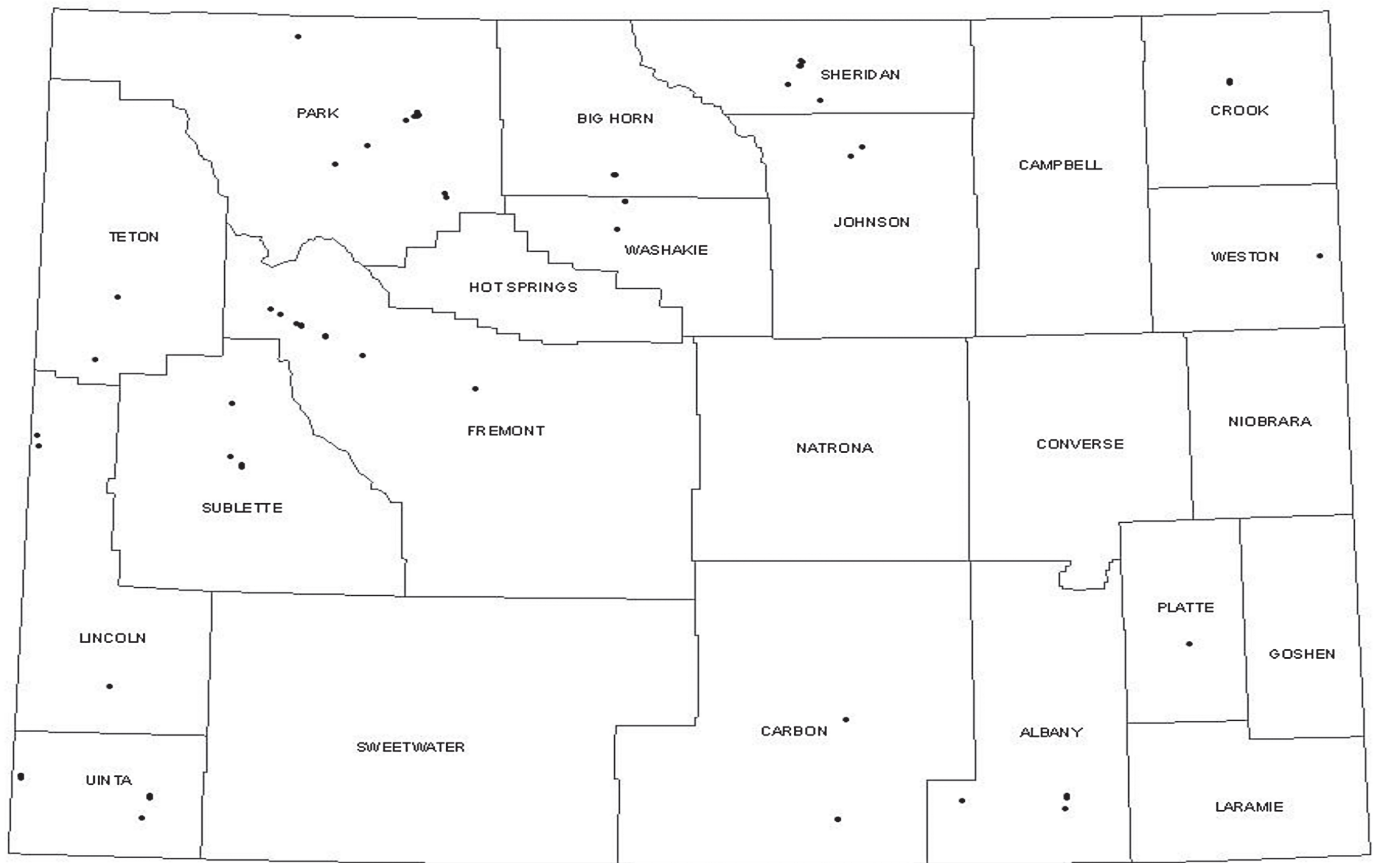 SHERIDAN
CROOK
PARK
BIG HORN
CAMPBELL
JOHNSON
TETON
WASHAKIE
WESTON
HOT SPRINGS
NIOBRARA
FREMONT
CONVERSE
NATRONA
SUBLETTE
PLATTE
LINCOLN
GOSHEN
CARBON
ALBANY
SWEETWATER
UINTA
LARAMIE